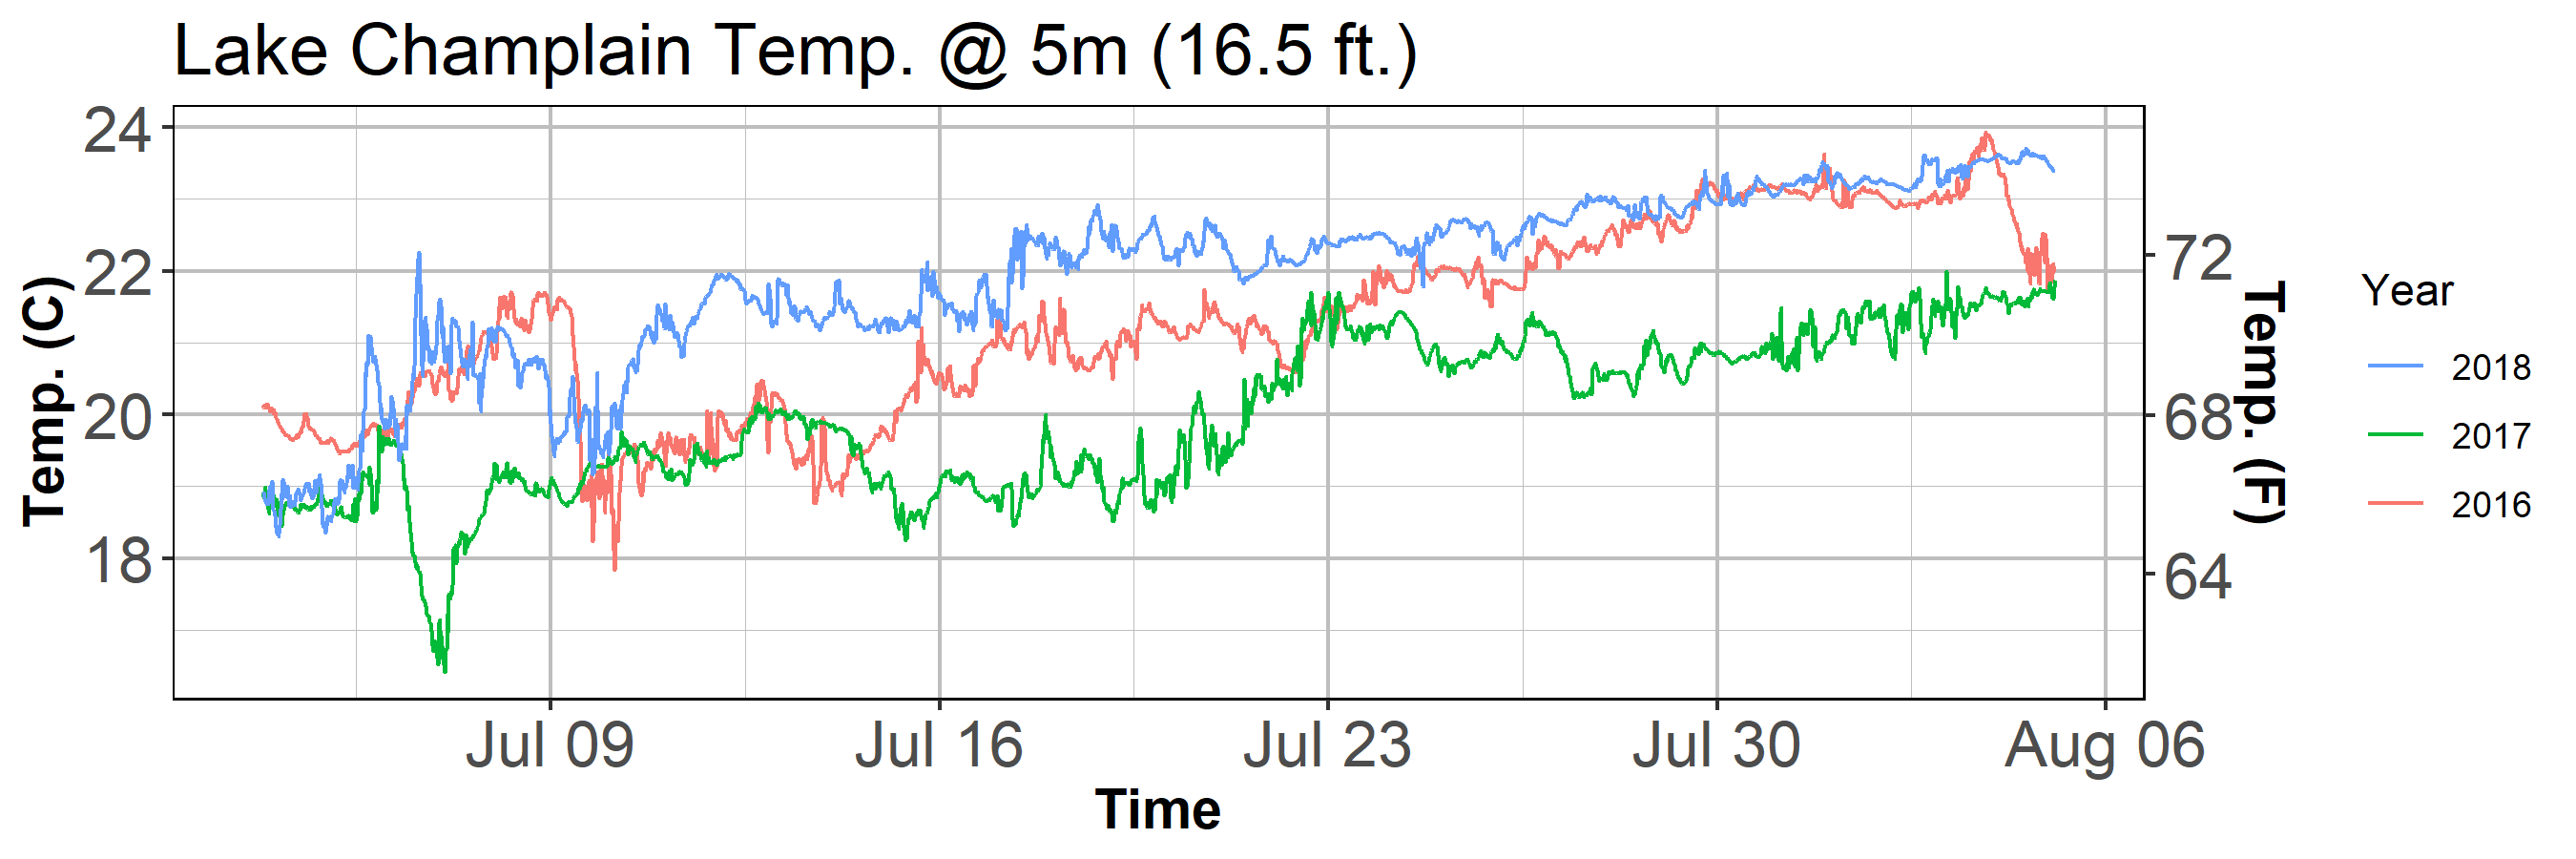 Lake Champlain Temp. @ 5m (16.5 ft.)
Temp. (C)
24
22
20
18
72
68
64
Temp. (F)
Jul 09
Jul 16
Jul 23
Jul 30
Aug 06
Time
Year
2018
2017
2016